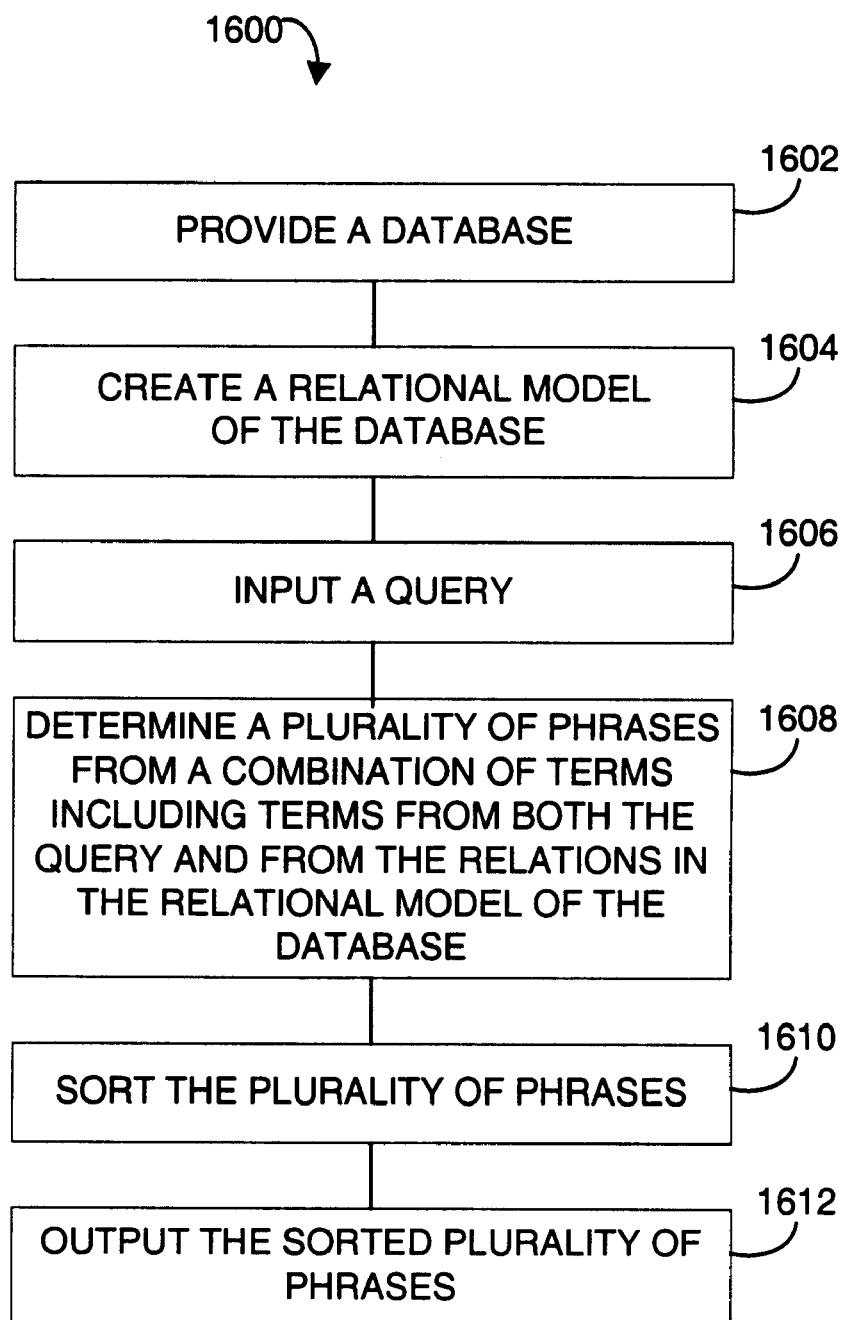 1600
1602
PROVIDE A DATABASE
1604
CREATE A RELATIONAL MODEL
OF THE DATABASE
1606
INPUT A QUERY
1608
DETERMINE A PLURALITY OF PHRASES
FROM A COMBINATION OF TERMS
INCLUDING TERMS FROM BOTH THE
QUERY AND FROM THE RELATIONS IN
THE RELATIONAL MODEL OF THE
DATABASE
1610
SORT THE PLURALITY OF PHRASES
1612
OUTPUT THE SORTED PLURALITY OF
PHRASES